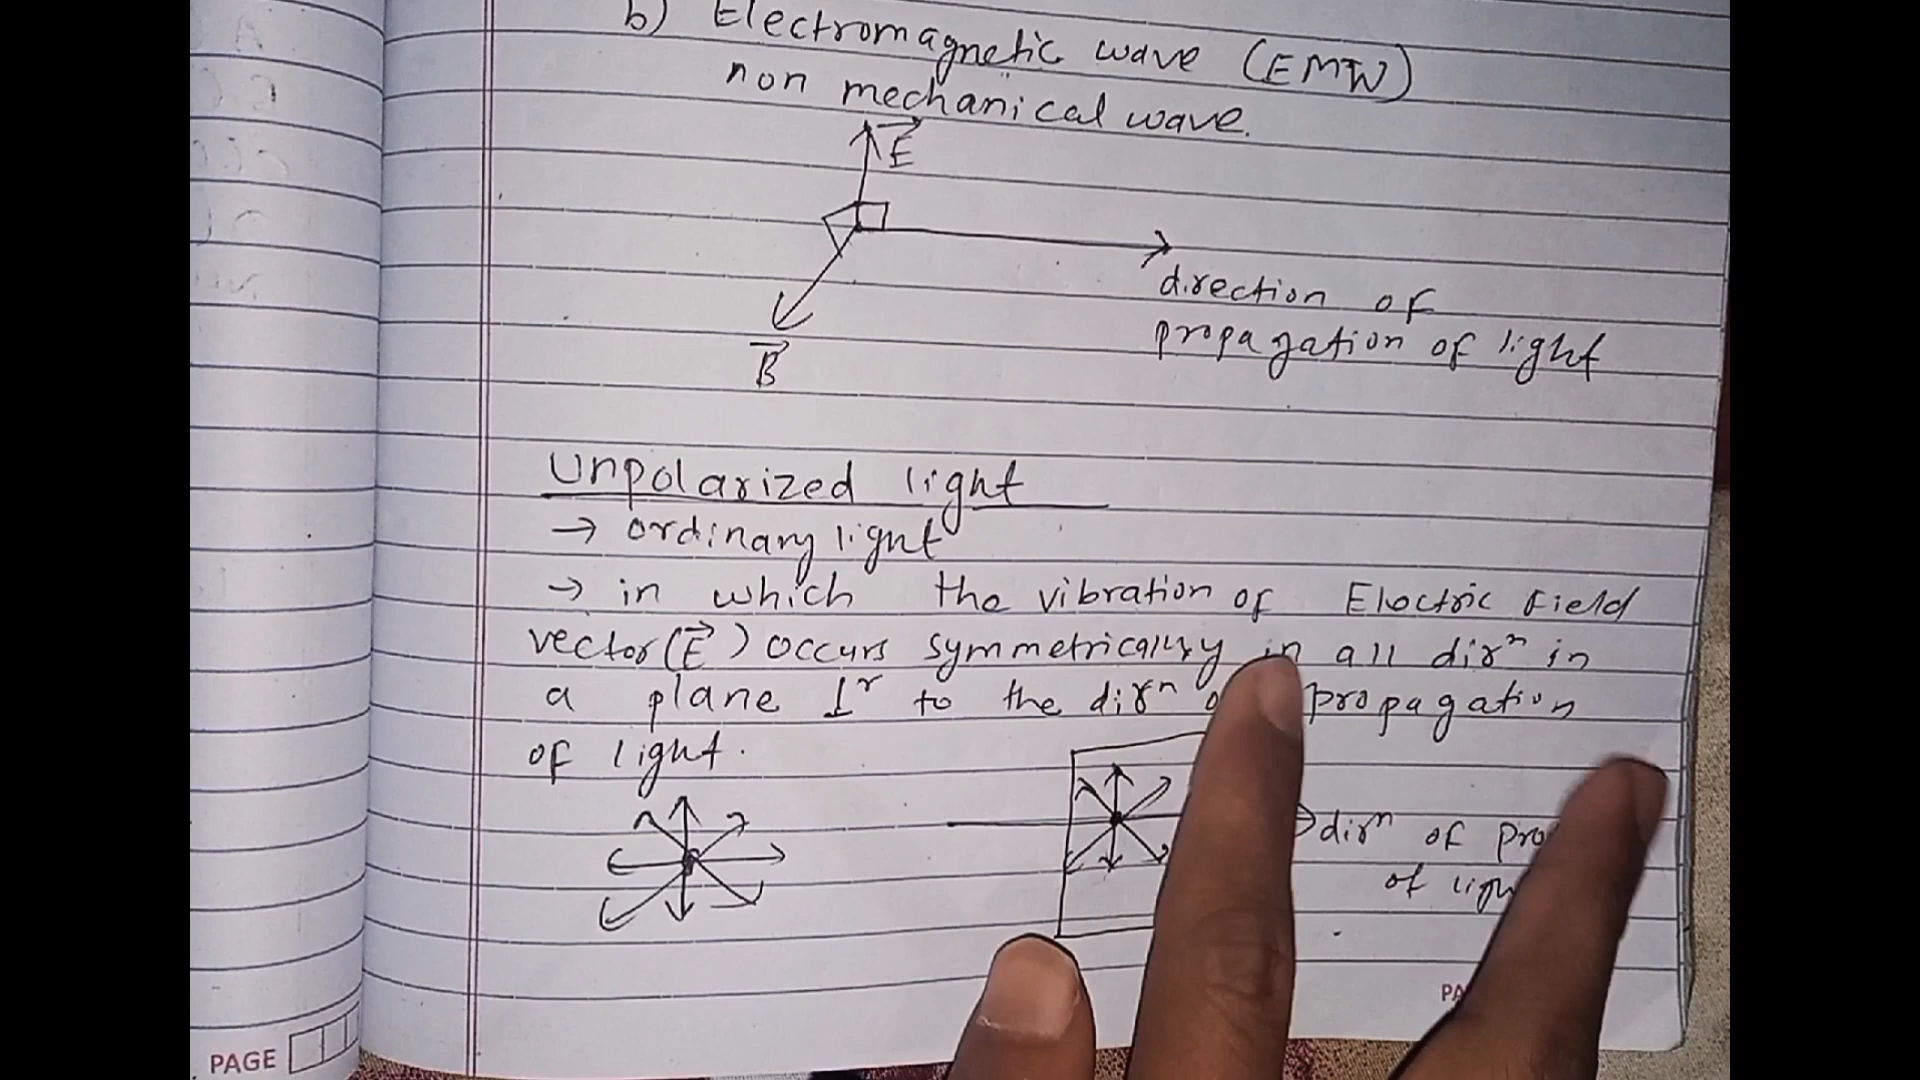 b) Electromagnetic wave (EMW)
non mechanical wave.
E
direction of
propagation of light
B
Unpolarized light
→ ordinary light
→ in which the vibration of Electric Field
vector (E) occurs symmetrically in all dirn in
a plane ⊥r to the dirn propagation
of light.
dirn of
of
PAGE